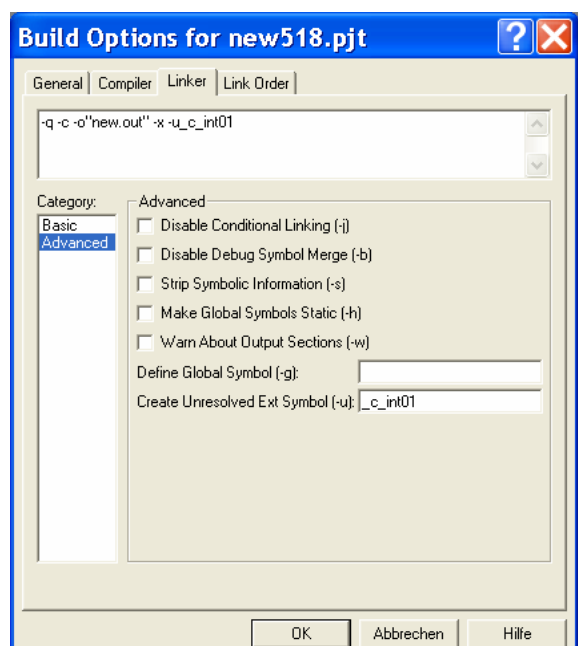 Build Options for new518.pjt
General Compiler Linker Link Order
-q -c -o"new.out" -x -u_c_int01
Category:
Basic
Advanced
Advanced
Disable Conditional Linking (-j)
Disable Debug Symbol Merge (-b)
Strip Symbolic Information (-s)
Make Global Symbols Static (-h)
Warn About Output Sections (-w)
Define Global Symbol (-g):
Create Unresolved Ext Symbol (-u): _c_int01
OK Abbrechen Hilfe